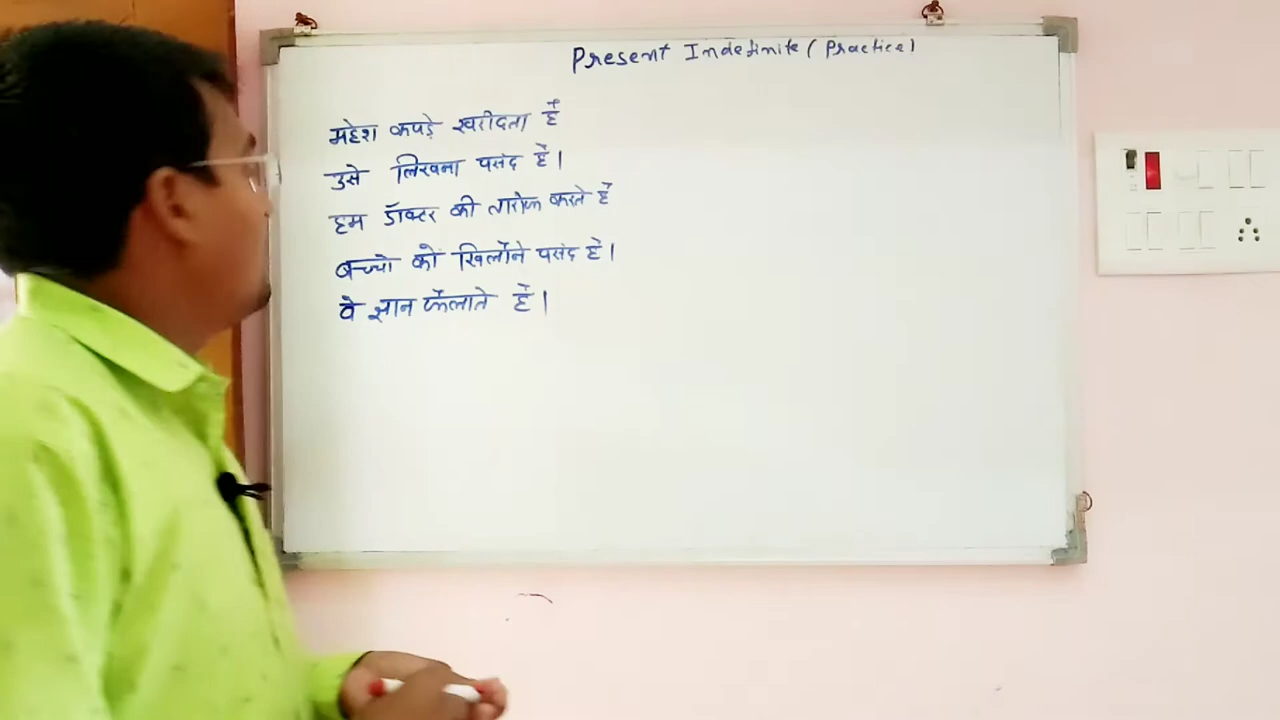 Present Indefinite (Practice)
महेश कपड़े खरीदता हैं
उसे लिखना पसंद हैं।
हम डॉक्टर की तारीफ करते हैं
बच्चो को खिलौने पसंद हैं।
वे ज्ञान फैलाते हैं।